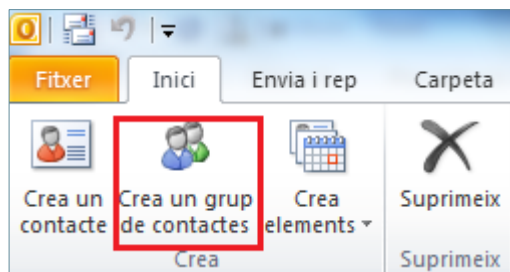 Fitxer Inici Envia i rep Carpeta
Crea un contacte
Crea un grup de contactes
Crea elements
Suprimeix
Crea Suprimeix